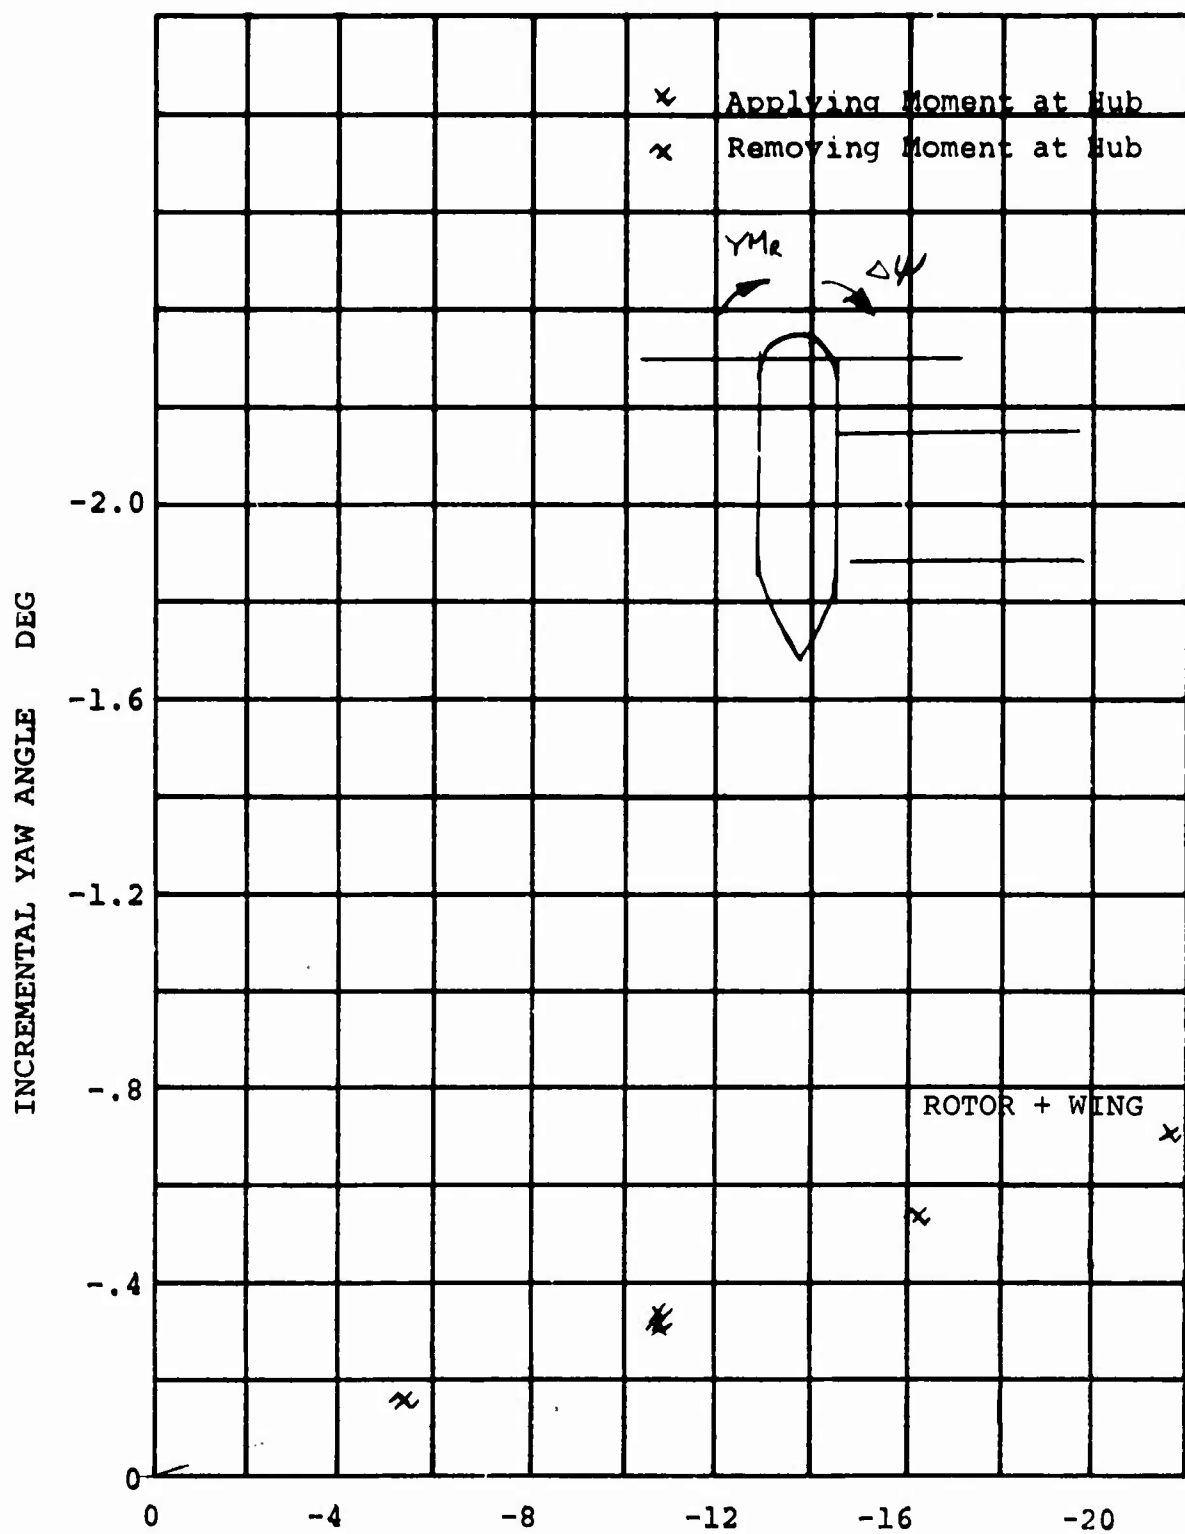 x Applying Moment at Hub
x Removing Moment at Hub
YMR
Δψ
-2.0
-1.6
-1.2
-.8
-.4
0
INCREMENTAL YAW ANGLE DEG
ROTOR + WING
0 -4 -8 -12 -16 -20